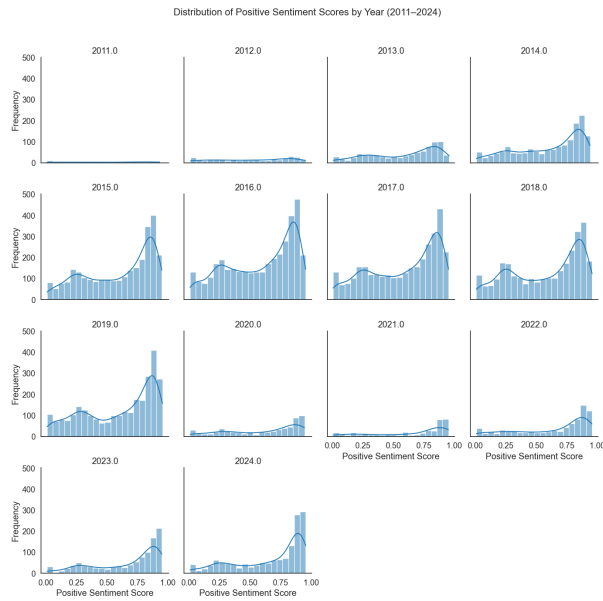 Distribution of Positive Sentiment Scores by Year (2011–2024)
2011.0 2012.0 2013.0 2014.0
500
400
300
200
100
0
Frequency
2015.0 2016.0 2017.0 2018.0
500
400
300
200
100
0
Frequency
2019.0 2020.0 2021.0 2022.0
500
400
300
200
100
0
Frequency
0.00 0.25 0.50 0.75 1.00 0.00 0.25 0.50 0.75 1.00
Positive Sentiment Score Positive Sentiment Score
2023.0 2024.0
500
400
300
200
100
0
Frequency
0.00 0.25 0.50 0.75 1.00 0.00 0.25 0.50 0.75 1.00
Positive Sentiment Score Positive Sentiment Score